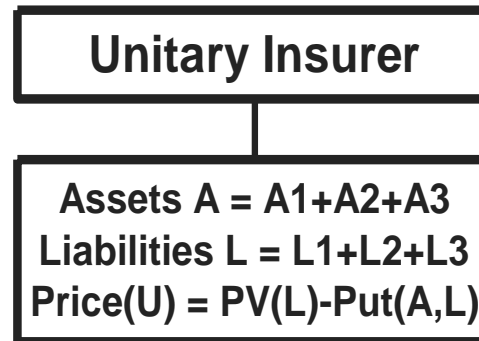 Unitary Insurer
Assets A = A1+A2+A3
Liabilities L = L1+L2+L3
Price(U) = PV(L)-Put(A,L)